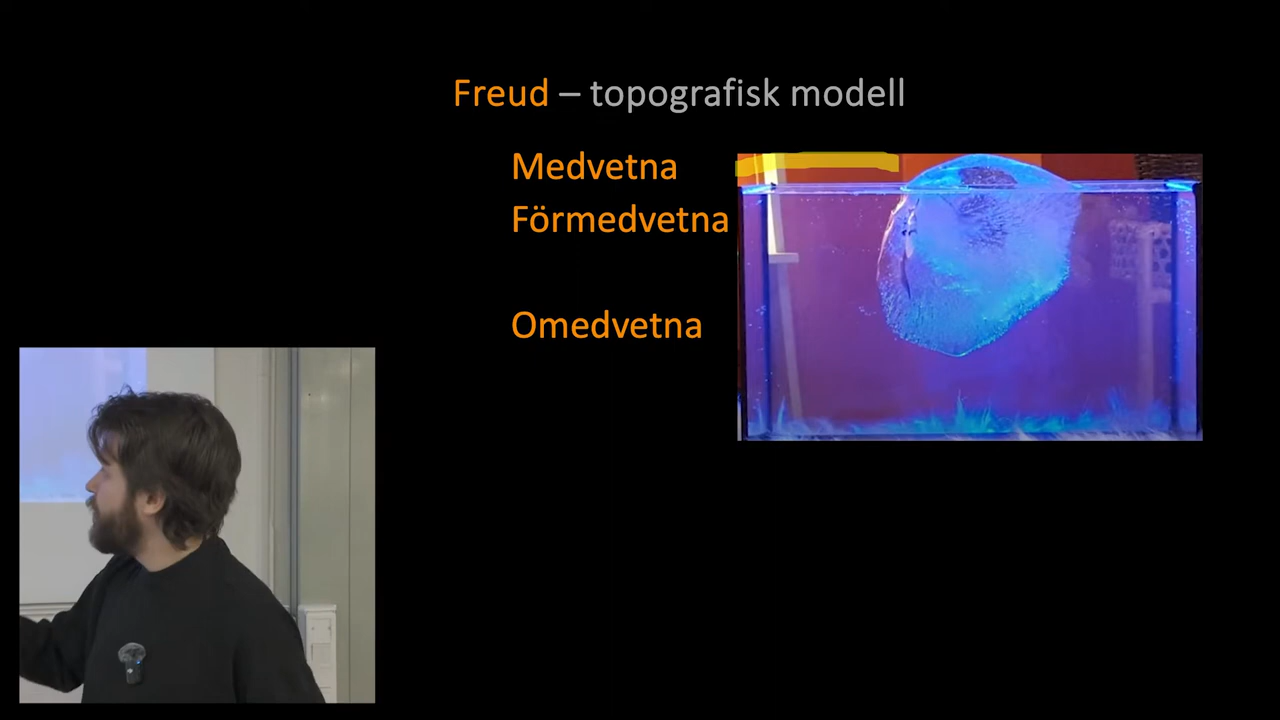 Freud – topografisk modell
Medvetna
Förmedvetna
Omedvetna